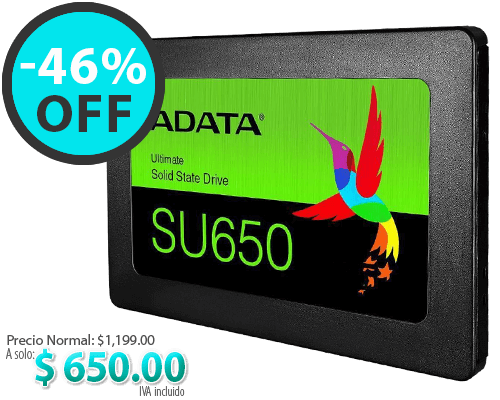 -46%
OFF
ADATA
Ultimate
Solid State Drive
SU650
Precio Normal: $1,199.00
A solo:
$ 650.00
IVA incluido